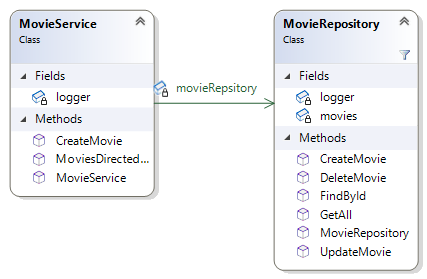 MovieService
Class
Fields
logger
Methods
CreateMovie
MoviesDirected...
MovieService
movieRepsitory
MovieRepository
Class
Fields
logger
movies
Methods
CreateMovie
DeleteMovie
FindById
GetAll
MovieRepository
UpdateMovie